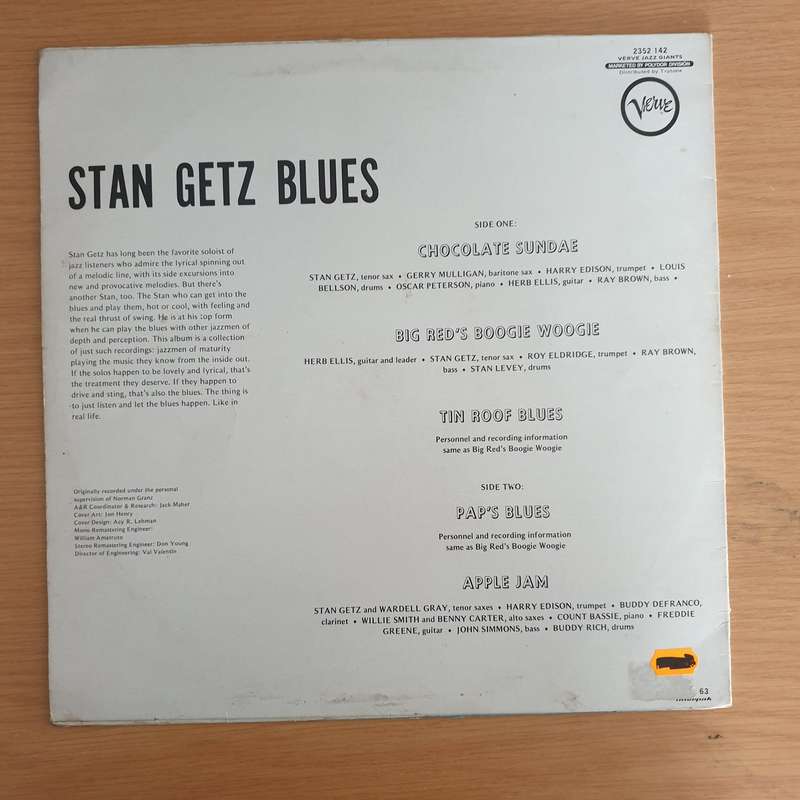 2352 142
VERVE JAZZ GIANTS
MARKETED BY POLYDOR DIVISION
Distributed by Trutone
Verve
STAN GETZ BLUES
Stan Getz has long been the favorite soloist of
jazz listeners who admire the lyrical spinning out
of a melodic line, with its side excursions into
new and provocative melodies. But there's
another Stan, too. The Stan who can get into the
blues and play them, hot or cool, with feeling and
the real thrust of swing. He is at his top form
when he can play the blues with other jazzmen of
depth and perception. This album is a collection
of just such recordings: jazzmen of maturity
playing the music they know from the inside out.
If the solos happen to be lovely and lyrical, that's
the treatment they deserve. If they happen to
drive and sting, that's also the blues. The thing is
to just listen and let the blues happen. Like in
real life.
Originally recorded under the personal
supervision of Norman Granz
A&R Coordinator & Research: Jack Maher
Cover Art: Jon Henry
Cover Design: Acy R. Lehman
Mono Remastering Engineer:
William Ametruso
Stereo Remastering Engineer: Don Young
Director of Engineering: Val Valentin
SIDE ONE:
CHOCOLATE SUNDAE
STAN GETZ, tenor sax • GERRY MULLIGAN, baritone sax • HARRY EDISON, trumpet • LOUIS
BELLSON, drums • OSCAR PETERSON, piano • HERB ELLIS, guitar • RAY BROWN, bass •
BIG RED'S BOOGIE WOOGIE
HERB ELLIS, guitar and leader • STAN GETZ, tenor sax • ROY ELDRIDGE, trumpet • RAY BROWN,
bass • STAN LEVEY, drums
TIN ROOF BLUES
Personnel and recording information
same as Big Red's Boogie Woogie
SIDE TWO:
PAP'S BLUES
Personnel and recording information
same as Big Red's Boogie Woogie
APPLE JAM
STAN GETZ and WARDELL GRAY, tenor saxes • HARRY EDISON, trumpet • BUDDY DEFRANCO,
clarinet • WILLIE SMITH and BENNY CARTER, alto saxes • COUNT BASSIE, piano • FREDDIE
GREENE, guitar • JOHN SIMMONS, bass • BUDDY RICH, drums
63